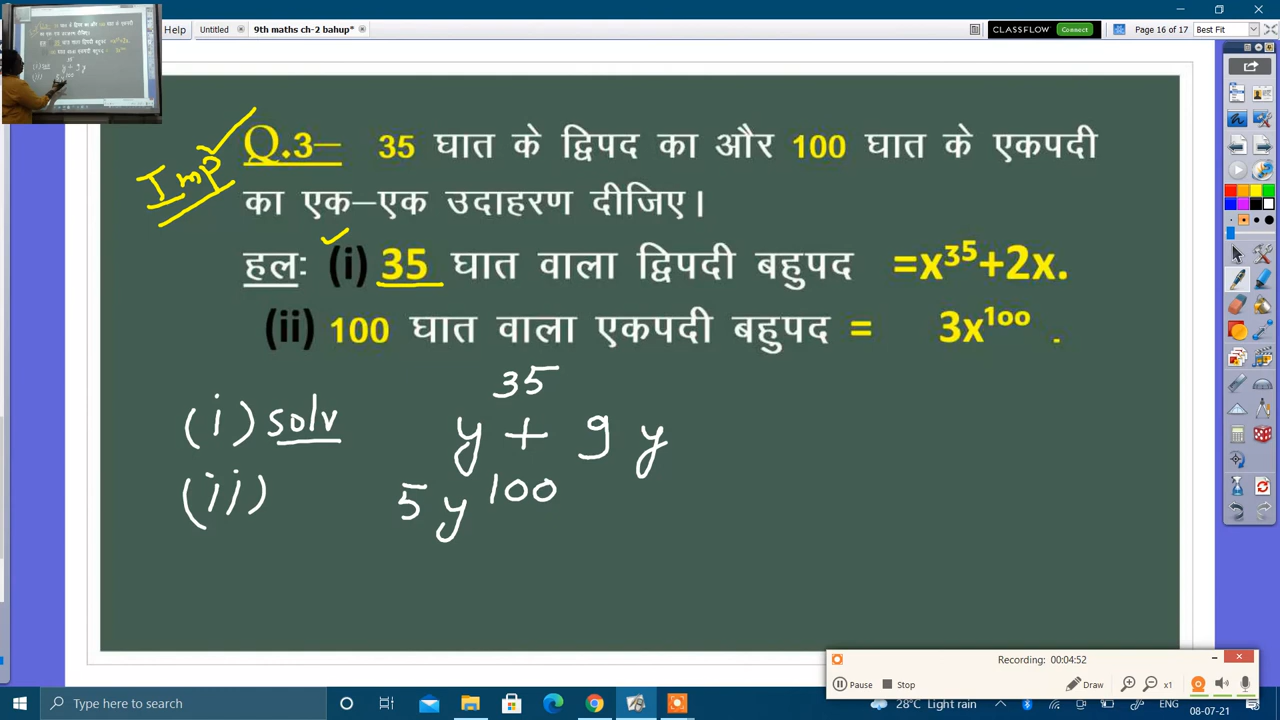 Help
Untitled
9th maths ch-2 bahup*
CLASSFLOW Connect
Page 16 of 17
Best Fit
Imp
Q.3– 35 घात के द्विपद का और 100 घात के एकपदी
का एक–एक उदाहरण दीजिए।
हलः (i) 35 घात वाला द्विपदी बहुपद =x³⁵+2x.
(ii) 100 घात वाला एकपदी बहुपद = 3x¹⁰⁰ .
(i) solv y³⁵ + 9y
(ii) 5y¹⁰⁰
Recording: 00:04:52
Pause Stop Draw x1
Type here to search
28°C Light rain ENG 08-07-21